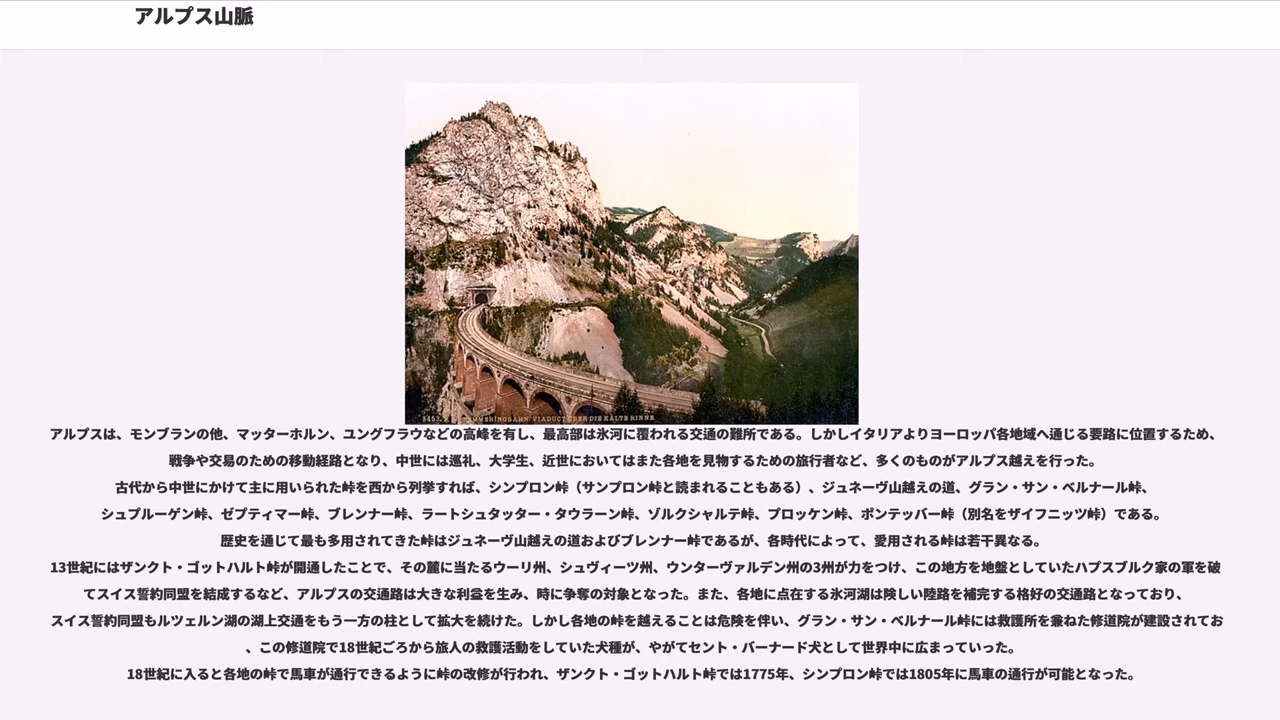 アルプス山脈
8453. SEMMERINGBAHN. VIADUCT ÜBER DIE KALTE RINNE
アルプスは、モンブランの他、マッターホルン、ユングフラウなどの高峰を有し、最高部は氷河に覆われる交通の難所である。しかしイタリアよりヨーロッパ各地域へ通じる要路に位置するため、
戦争や交易のための移動経路となり、中世には巡礼、大学生、近世においてはまた各地を見物するための旅行者など、多くのものがアルプス越えを行った。
古代から中世にかけて主に用いられた峠を西から列挙すれば、シンプロン峠（サンプロン峠と読まれることもある）、ジュネーヴ山越えの道、グラン・サン・ベルナール峠、
シュプルーゲン峠、ゼプティマー峠、ブレンナー峠、ラートシュタッター・タウラーン峠、ゾルクシャルテ峠、プロッケン峠、ポンテッバー峠（別名をザイフニッツ峠）である。
歴史を通じて最も多用されてきた峠はジュネーヴ山越えの道およびブレンナー峠であるが、各時代によって、愛用される峠は若干異なる。
13世紀にはザンクト・ゴットハルト峠が開通したことで、その麓に当たるウーリ州、シュヴィーツ州、ウンターヴァルデン州の3州が力をつけ、この地方を地盤としていたハプスブルク家の軍を破
てスイス誓約同盟を結成するなど、アルプスの交通路は大きな利益を生み、時に争奪の対象となった。また、各地に点在する氷河湖は険しい陸路を補完する格好の交通路となっており、
スイス誓約同盟もルツェルン湖の湖上交通をもう一方の柱として拡大を続けた。しかし各地の峠を越えることは危険を伴い、グラン・サン・ベルナール峠には救護所を兼ねた修道院が建設されてお
、この修道院で18世紀ごろから旅人の救護活動をしていた犬種が、やがてセント・バーナード犬として世界中に広まっていった。
18世紀に入ると各地の峠で馬車が通行できるように峠の改修が行われ、ザンクト・ゴットハルト峠では1775年、シンプロン峠では1805年に馬車の通行が可能となった。